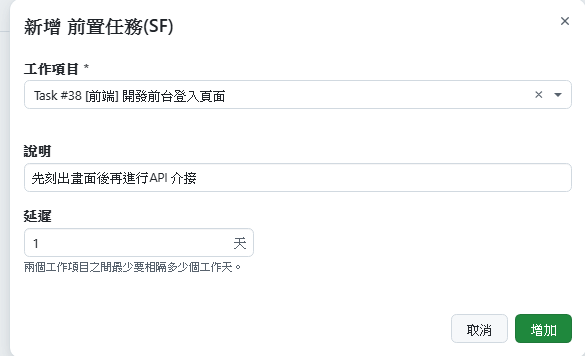 新增 前置任務(SF)
×
工作項目 *
Task #38 [前端] 開發前台登入頁面
×
說明
先刻出畫面後再進行API 介接
延遲
1 天
兩個工作項目之間最少要相隔多少個工作天。
取消 增加